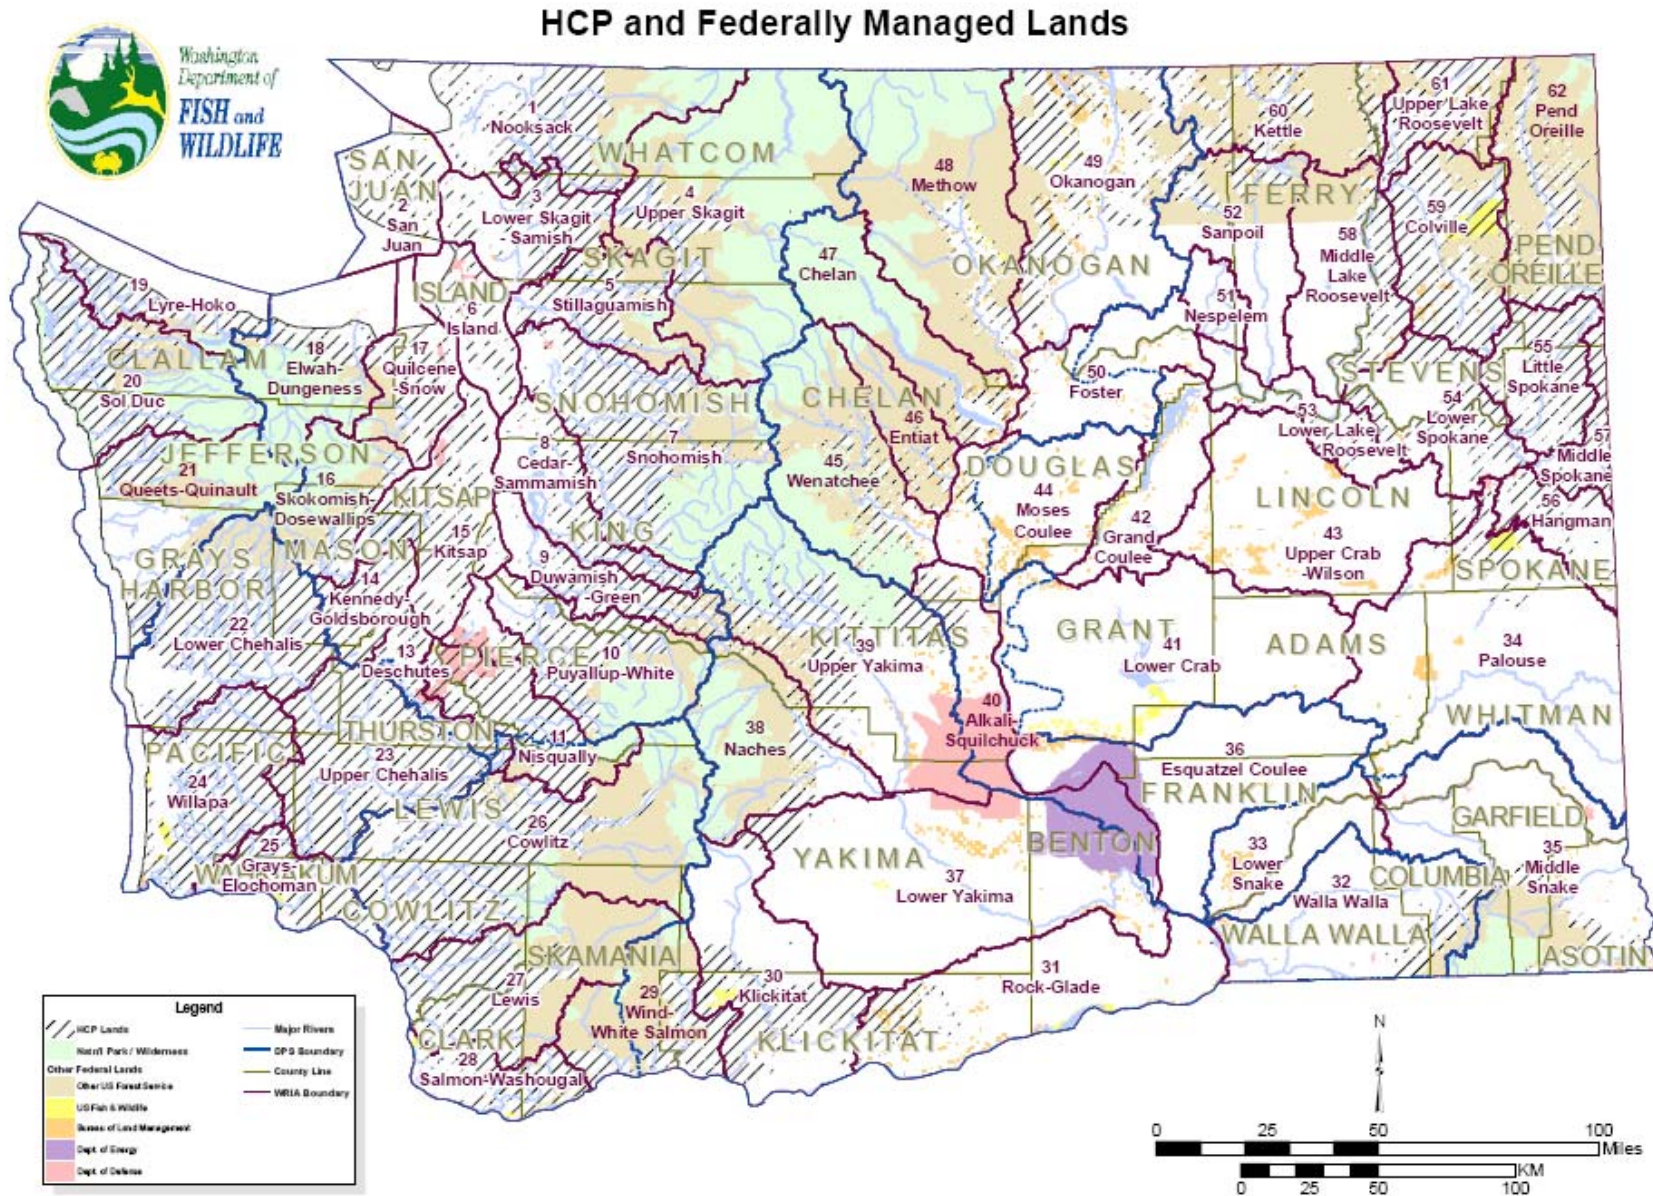 HCP and Federally Managed Lands
Washington
Department of
FISH and
WILDLIFE
1
Nooksack
WHATCOM
SAN
JUAN
2
San
Juan
3
Lower Skagit
-Samish
4
Upper Skagit
SKAGIT
48
Methow
49
Okanogan
OKANOGAN
60
Kettle
61
Upper Lake
Roosevelt
62
Pend
Oreille
FERRY
52
Sanpoil
59
Colville
58
Middle
Lake
Roosevelt
PEND
OREILLE
47
Chelan
51
Nespelem
19
Lyre-Hoko
ISLAND
6
Island
5
Stillaguamish
CLALLAM
18
Elwah-
Dungeness
17
Quilcene
-Snow
20
Sol Duc
SNOHOMISH
7
Snohomish
CHELAN
46
Entiat
45
Wenatchee
50
Foster
STEVENS
55
Little
Spokane
54
Lower
Spokane
53
Lower Lake
Roosevelt
57
Middle
Spokane
56
Hangman
SPOKANE
JEFFERSON
21
Queets-Quinault
16
Skokomish-
Dosewallips
KITSAP
15
Kitsap
8
Cedar-
Sammamish
KING
9
Duwamish
-Green
DOUGLAS
44
Moses
Coulee
42
Grand
Coulee
LINCOLN
43
Upper Crab
-Wilson
GRAYS
HARBOR
MASON
14
Kennedy-
Goldsborough
22
Lower Chehalis
13
Deschutes
PIERCE
10
Puyallup-White
KITTITAS
39
Upper Yakima
GRANT
41
Lower Crab
ADAMS
34
Palouse
WHITMAN
40
Alkali-
Squilchuck
38
Naches
THURSTON
11
Nisqually
PACIFIC
24
Willapa
23
Upper Chehalis
LEWIS
26
Cowlitz
25
Grays-
Elochoman
WAHKIAKUM
COWLITZ
36
Esquatzel Coulee
FRANKLIN
BENTON
YAKIMA
37
Lower Yakima
33
Lower
Snake
32
Walla Walla
WALLA WALLA
COLUMBIA
GARFIELD
35
Middle
Snake
ASOTIN
SKAMANIA
27
Lewis
CLARK
28
Salmon-Washougal
29
Wind-
White Salmon
30
Klickitat
KLICKITAT
31
Rock-Glade
Legend
HCP Lands
Nat'l Park / Wilderness
Other Federal Lands
Other US Forest Service
US Fish & Wildlife
Bureau of Land Management
Dept. of Energy
Dept. of Defense
Major Rivers
DPS Boundary
County Line
WRIA Boundary
N
0 25 50 100
Miles
KM
0 25 50 100